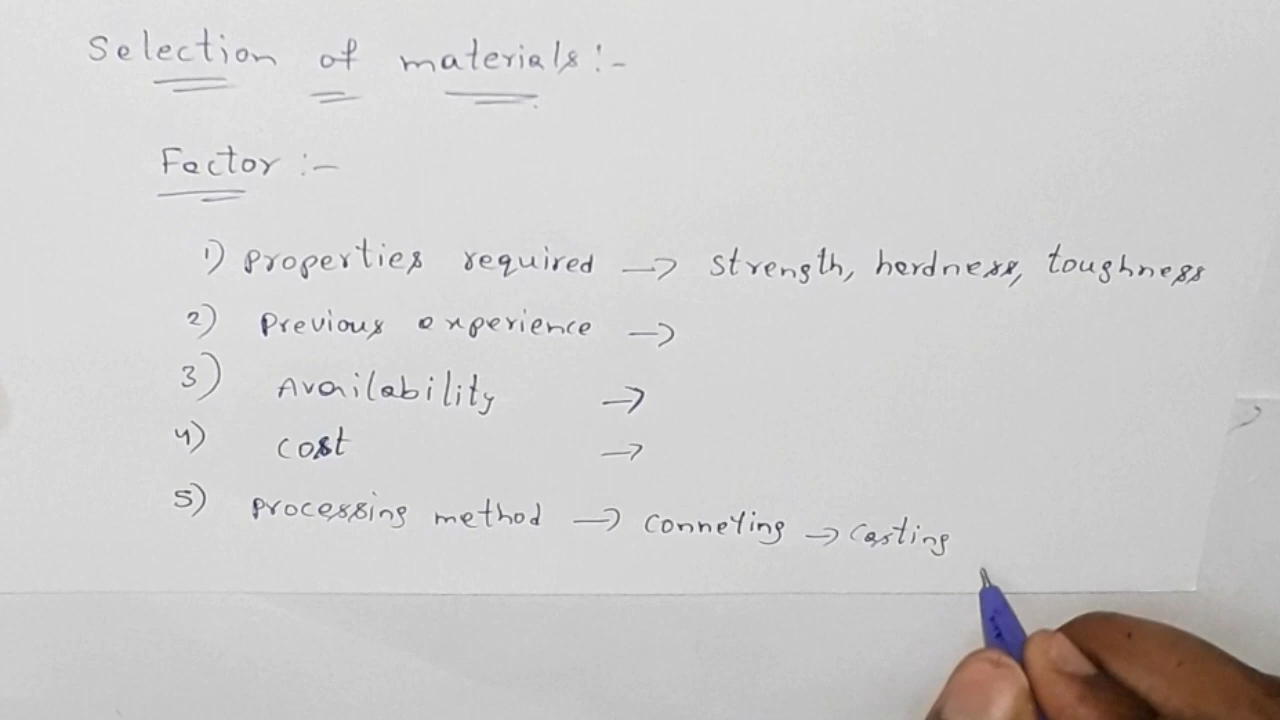 Selection of materials:-
Factor :-
1) properties required → strength, hardness, toughness
2) previous experience →
3) Availability →
4) cost →
5) processing method → conneting → casting